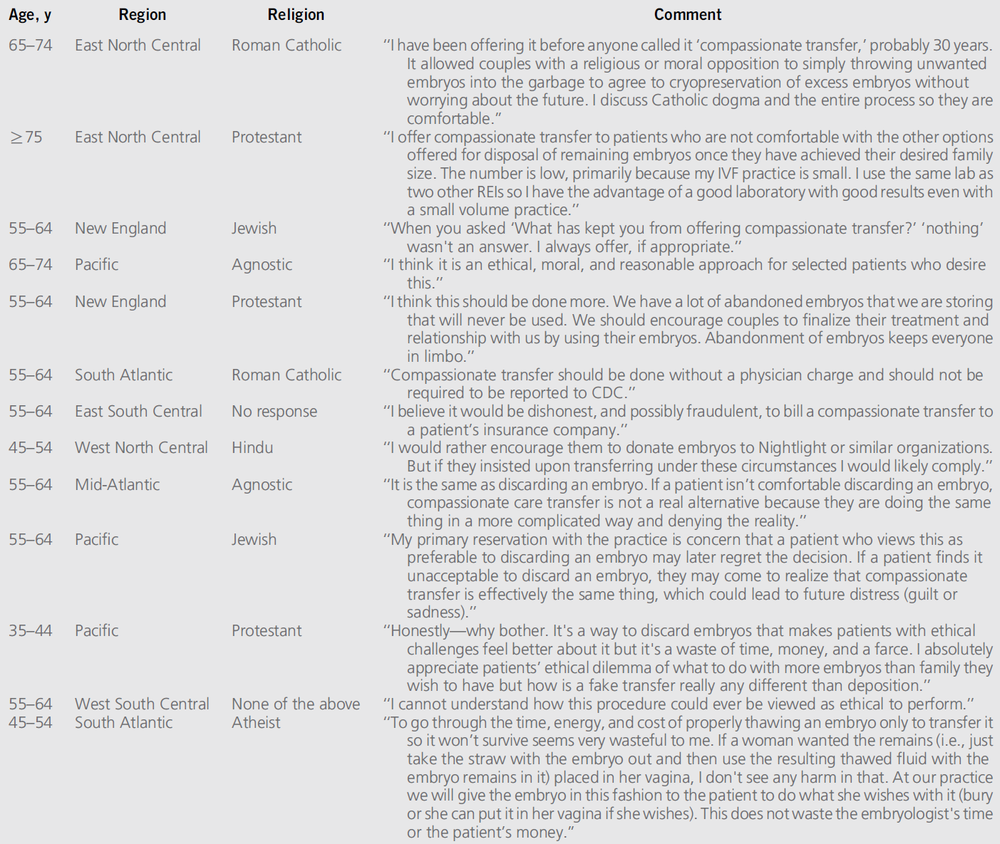 Age, y Region Religion Comment
65–74 East North Central Roman Catholic “I have been offering it before anyone called it ‘compassionate transfer,’ probably 30 years.
It allowed couples with a religious or moral opposition to simply throwing unwanted
embryos into the garbage to agree to cryopreservation of excess embryos without
worrying about the future. I discuss Catholic dogma and the entire process so they are
comfortable.”
≥75 East North Central Protestant “I offer compassionate transfer to patients who are not comfortable with the other options
offered for disposal of remaining embryos once they have achieved their desired family
size. The number is low, primarily because my IVF practice is small. I use the same lab as
two other REIs so I have the advantage of a good laboratory with good results even with
a small volume practice.”
55–64 New England Jewish “When you asked ‘What has kept you from offering compassionate transfer?’ ‘nothing’
wasn't an answer. I always offer, if appropriate.”
65–74 Pacific Agnostic “I think it is an ethical, moral, and reasonable approach for selected patients who desire
this.”
55–64 New England Protestant “I think this should be done more. We have a lot of abandoned embryos that we are storing
that will never be used. We should encourage couples to finalize their treatment and
relationship with us by using their embryos. Abandonment of embryos keeps everyone
in limbo.”
55–64 South Atlantic Roman Catholic “Compassionate transfer should be done without a physician charge and should not be
required to be reported to CDC.”
55–64 East South Central No response “I believe it would be dishonest, and possibly fraudulent, to bill a compassionate transfer to
a patient’s insurance company.”
45–54 West North Central Hindu “I would rather encourage them to donate embryos to Nightlight or similar organizations.
But if they insisted upon transferring under these circumstances I would likely comply.”
55–64 Mid-Atlantic Agnostic “It is the same as discarding an embryo. If a patient isn’t comfortable discarding an embryo,
compassionate care transfer is not a real alternative because they are doing the same
thing in a more complicated way and denying the reality.”
55–64 Pacific Jewish “My primary reservation with the practice is concern that a patient who views this as
preferable to discarding an embryo may later regret the decision. If a patient finds it
unacceptable to discard an embryo, they may come to realize that compassionate
transfer is effectively the same thing, which could lead to future distress (guilt or
sadness).”
35–44 Pacific Protestant “Honestly—why bother. It's a way to discard embryos that makes patients with ethical
challenges feel better about it but it's a waste of time, money, and a farce. I absolutely
appreciate patients’ ethical dilemma of what to do with more embryos than family they
wish to have but how is a fake transfer really any different than deposition.”
55–64 West South Central None of the above “I cannot understand how this procedure could ever be viewed as ethical to perform.”
45–54 South Atlantic Atheist “To go through the time, energy, and cost of properly thawing an embryo only to transfer it
so it won’t survive seems very wasteful to me. If a woman wanted the remains (i.e., just
take the straw with the embryo out and then use the resulting thawed fluid with the
embryo remains in it) placed in her vagina, I don't see any harm in that. At our practice
we will give the embryo in this fashion to the patient to do what she wishes with it (bury
or she can put it in her vagina if she wishes). This does not waste the embryologist's time
or the patient’s money.”